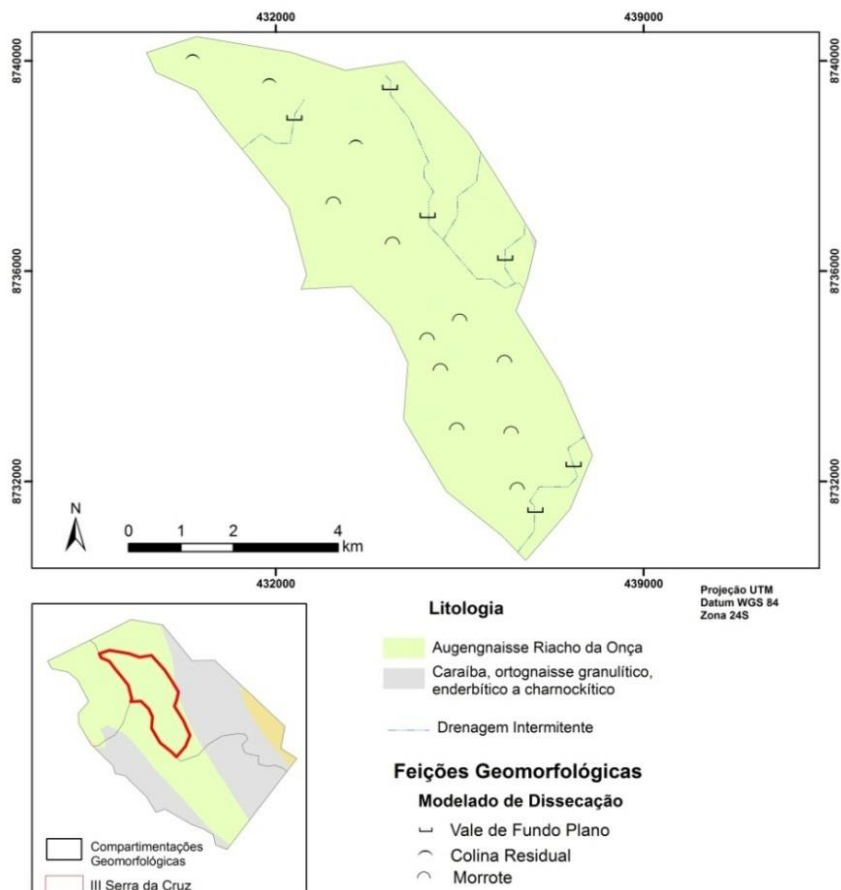 432000
439000
8740000
8740000
8736000
8736000
8732000
8732000
N
0 1 2 4
km
432000
439000
Projeção UTM
Datum WGS 84
Zona 24S
Litologia
Augengnaisse Riacho da Onça
Caraíba, ortognaisse granulítico,
enderbítico a charnockítico
Drenagem Intermitente
Feições Geomorfológicas
Modelado de Dissecação
Vale de Fundo Plano
Colina Residual
Morrote
Compartimentações
Geomorfológicas
III Serra da Cruz